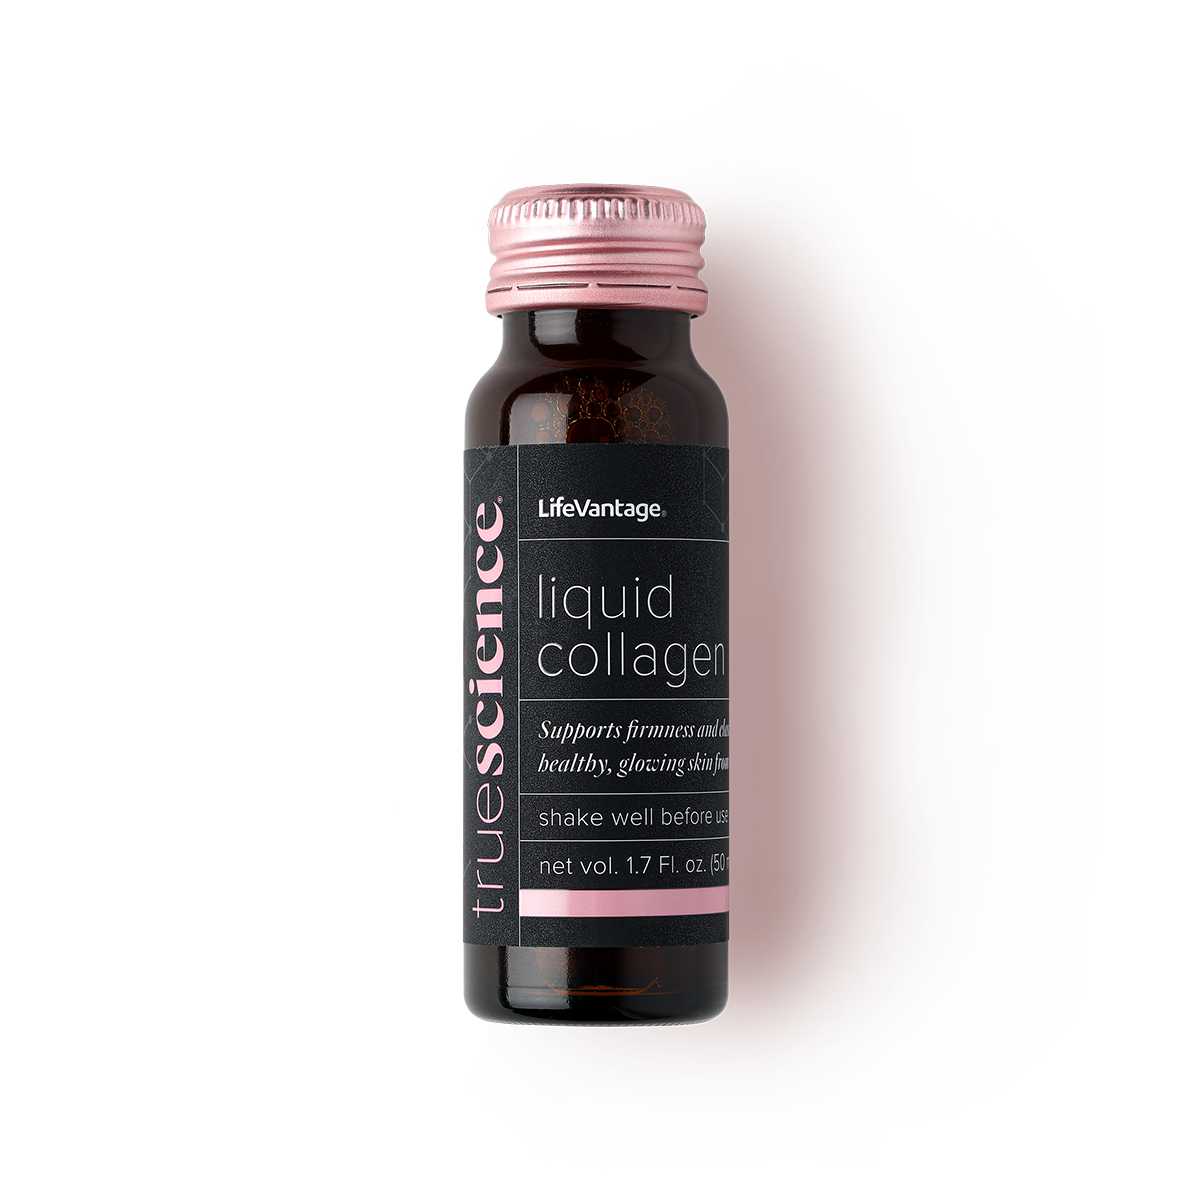 LifeVantage®
liquid
collagen
Supports firmness and
healthy, glowing skin from
shake well before use
net vol. 1.7 Fl. oz. (50
truescience®